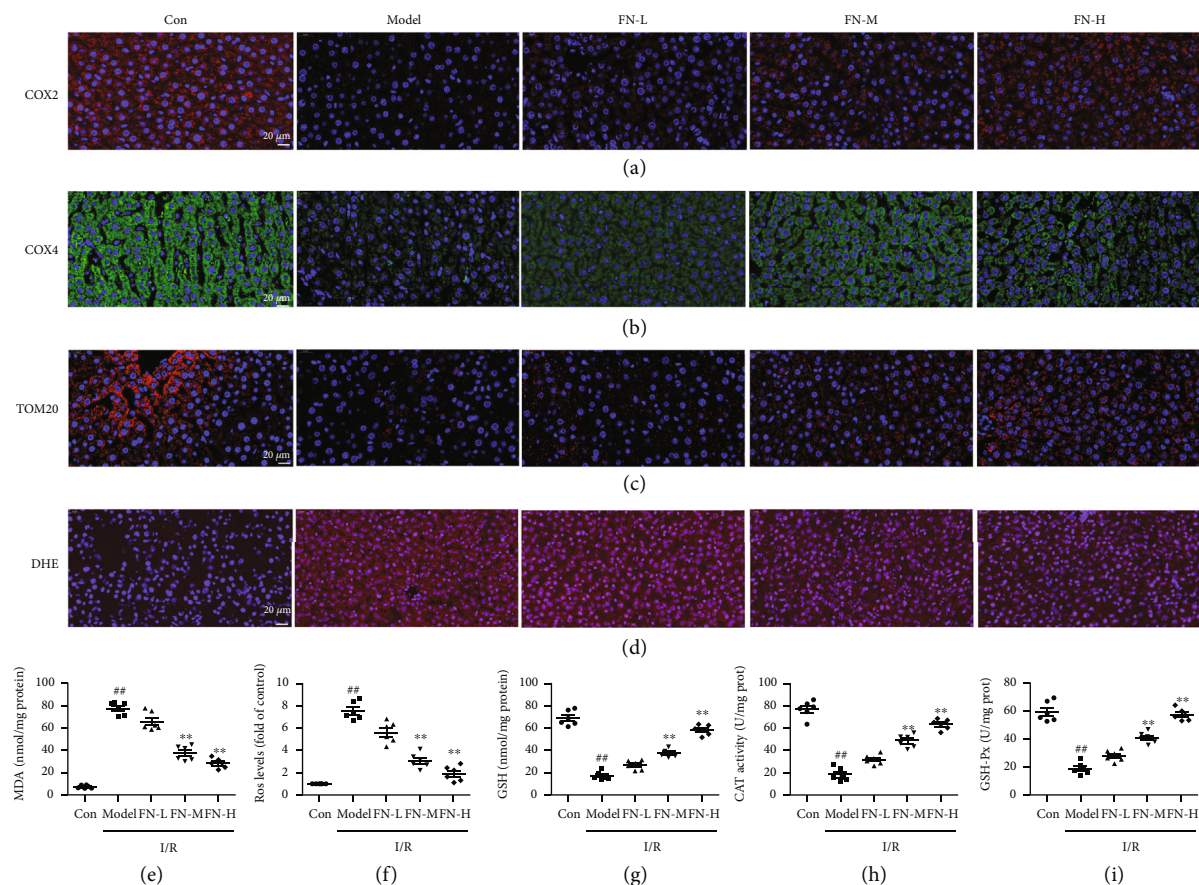 Con Model FN-L FN-M FN-H
COX2
20 μm
(a)
COX4
20 μm
(b)
TOM20
20 μm
(c)
DHE
20 μm
(d)
MDA (nmol/mg protein)
100
80
60
40
20
0
##
**
**
Con Model FN-L FN-M FN-H
I/R
(e)
Ros levels (fold of control)
10
8
6
4
2
0
##
**
**
Con Model FN-L FN-M FN-H
I/R
(f)
GSH (nmol/mg protein)
100
80
60
40
20
0
##
**
**
Con Model FN-L FN-M FN-H
I/R
(g)
CAT activity (U/mg prot)
100
80
60
40
20
0
##
**
**
Con Model FN-L FN-M FN-H
I/R
(h)
GSH-Px (U/mg prot)
80
60
40
20
0
##
**
**
Con Model FN-L FN-M FN-H
I/R
(i)